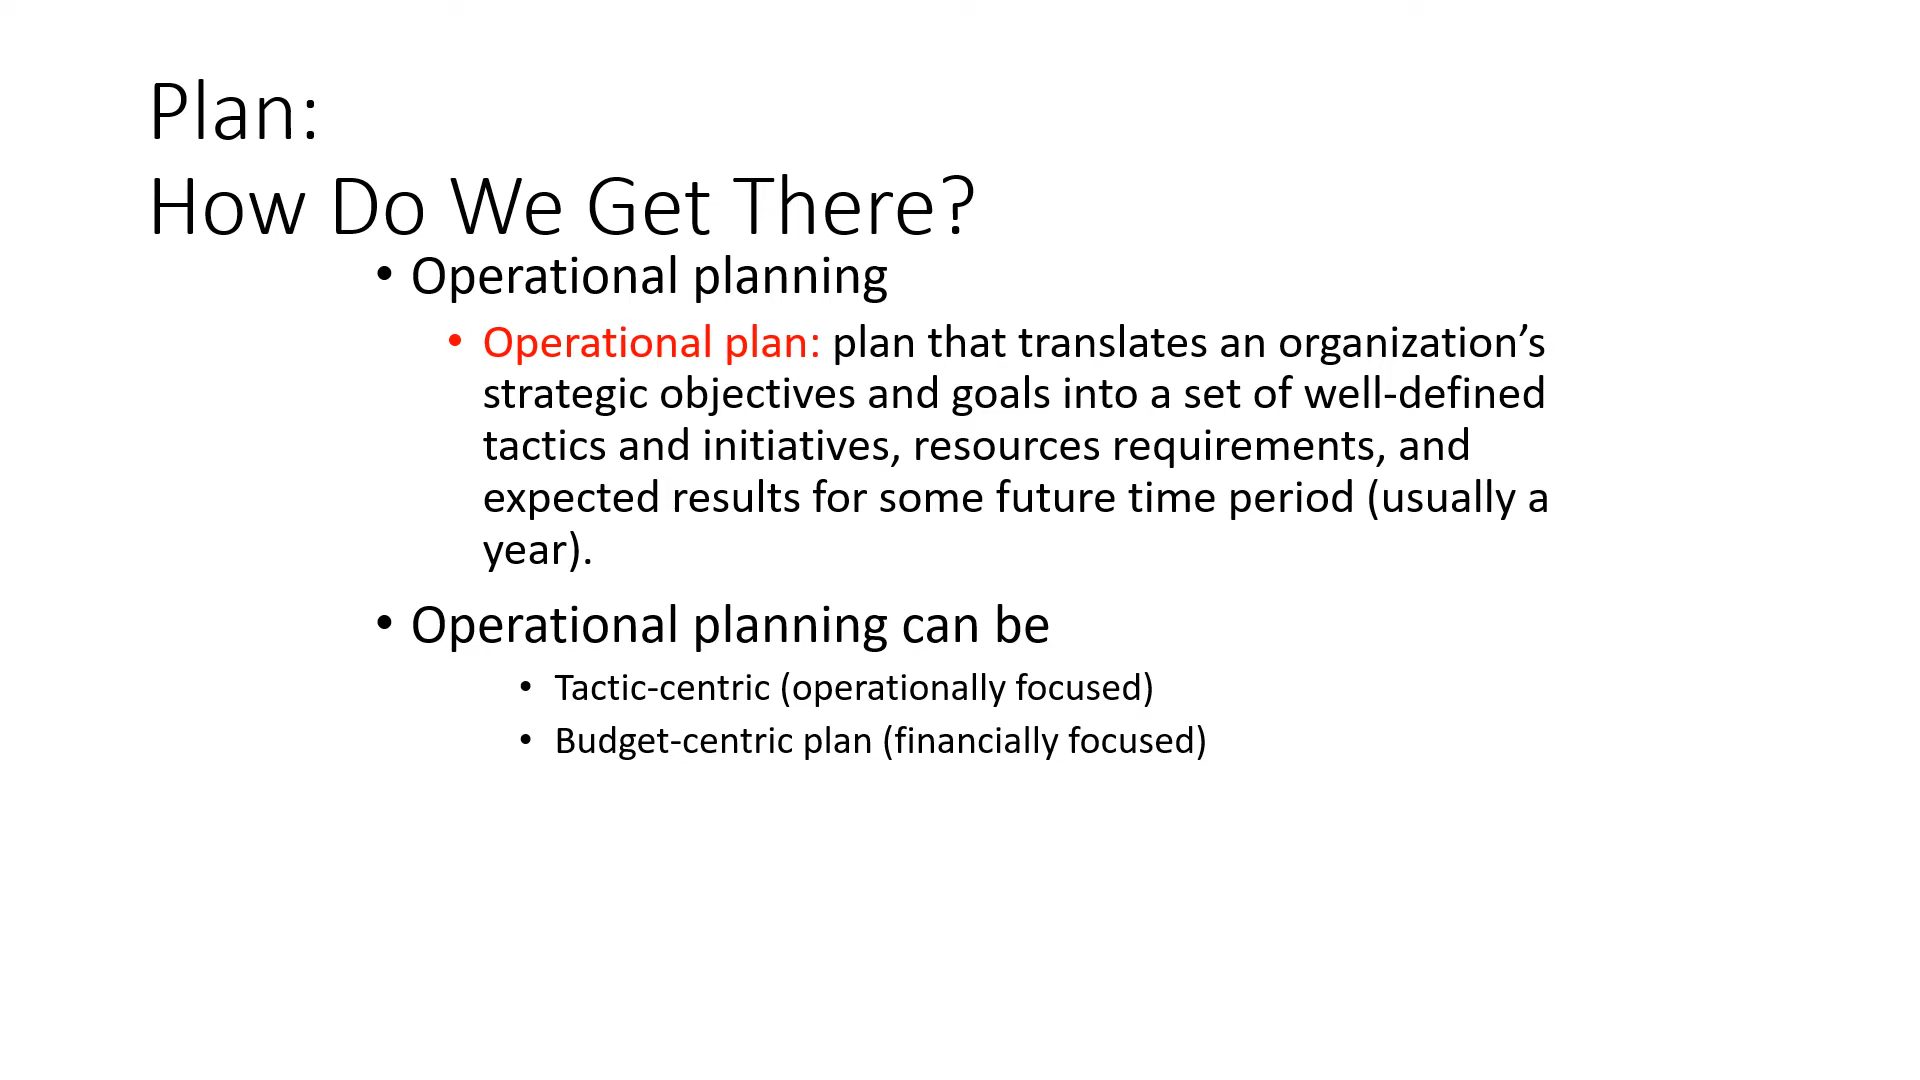 Plan:
How Do We Get There?
• Operational planning
• Operational plan: plan that translates an organization’s
strategic objectives and goals into a set of well-defined
tactics and initiatives, resources requirements, and
expected results for some future time period (usually a
year).
• Operational planning can be
• Tactic-centric (operationally focused)
• Budget-centric plan (financially focused)